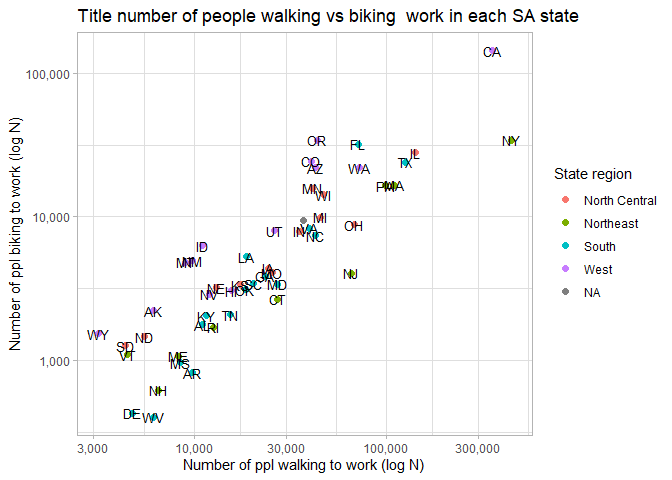 Title number of people walking vs biking  work in each SA state
CA
100,000
OR
FL
NY
IL
CO
TX
AZ
WA
MN
PA
MA
WI
10,000
MI
OH
UT
IN
VA
NC
ID
LA
MT
NM
IA
MO
GA
NJ
NE
KS
SC
MD
NV
HI
OK
CT
AK
KY
TN
AL
RI
WY
ND
SD
VT
ME
MS
1,000
AR
NH
DE
WV
3,000
10,000
30,000
100,000
300,000
Number of ppl walking to work (log N)
Number of ppl biking to work (log N)
State region
North Central
Northeast
South
West
NA